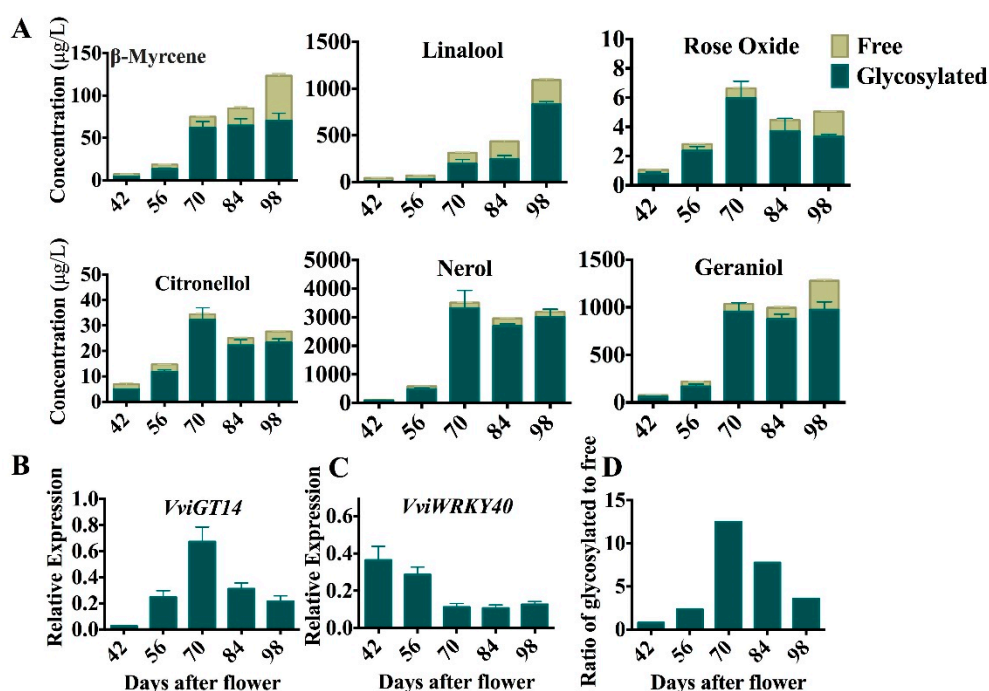 A
Concentration (µg/L)
150
100
50
0
β-Myrcene
42 56 70 84 98
1500
1000
500
0
Linalool
42 56 70 84 98
8
6
4
2
0
Rose Oxide
42 56 70 84 98
Free
Glycosylated
Concentration (µg/L)
50
40
30
20
10
0
Citronellol
42 56 70 84 98
4000
3000
2000
1000
0
Nerol
42 56 70 84 98
1500
1000
500
0
Geraniol
42 56 70 84 98
B
Relative Expression
1.0
0.8
0.6
0.4
0.2
0.0
VviGT14
42 56 70 84 98
Days after flower
C
Relative Expression
0.6
0.4
0.2
0.0
VviWRKY40
42 56 70 84 98
Days after flower
D
Ratio of glycosylated to free
15
10
5
0
42 56 70 84 98
Days after flower